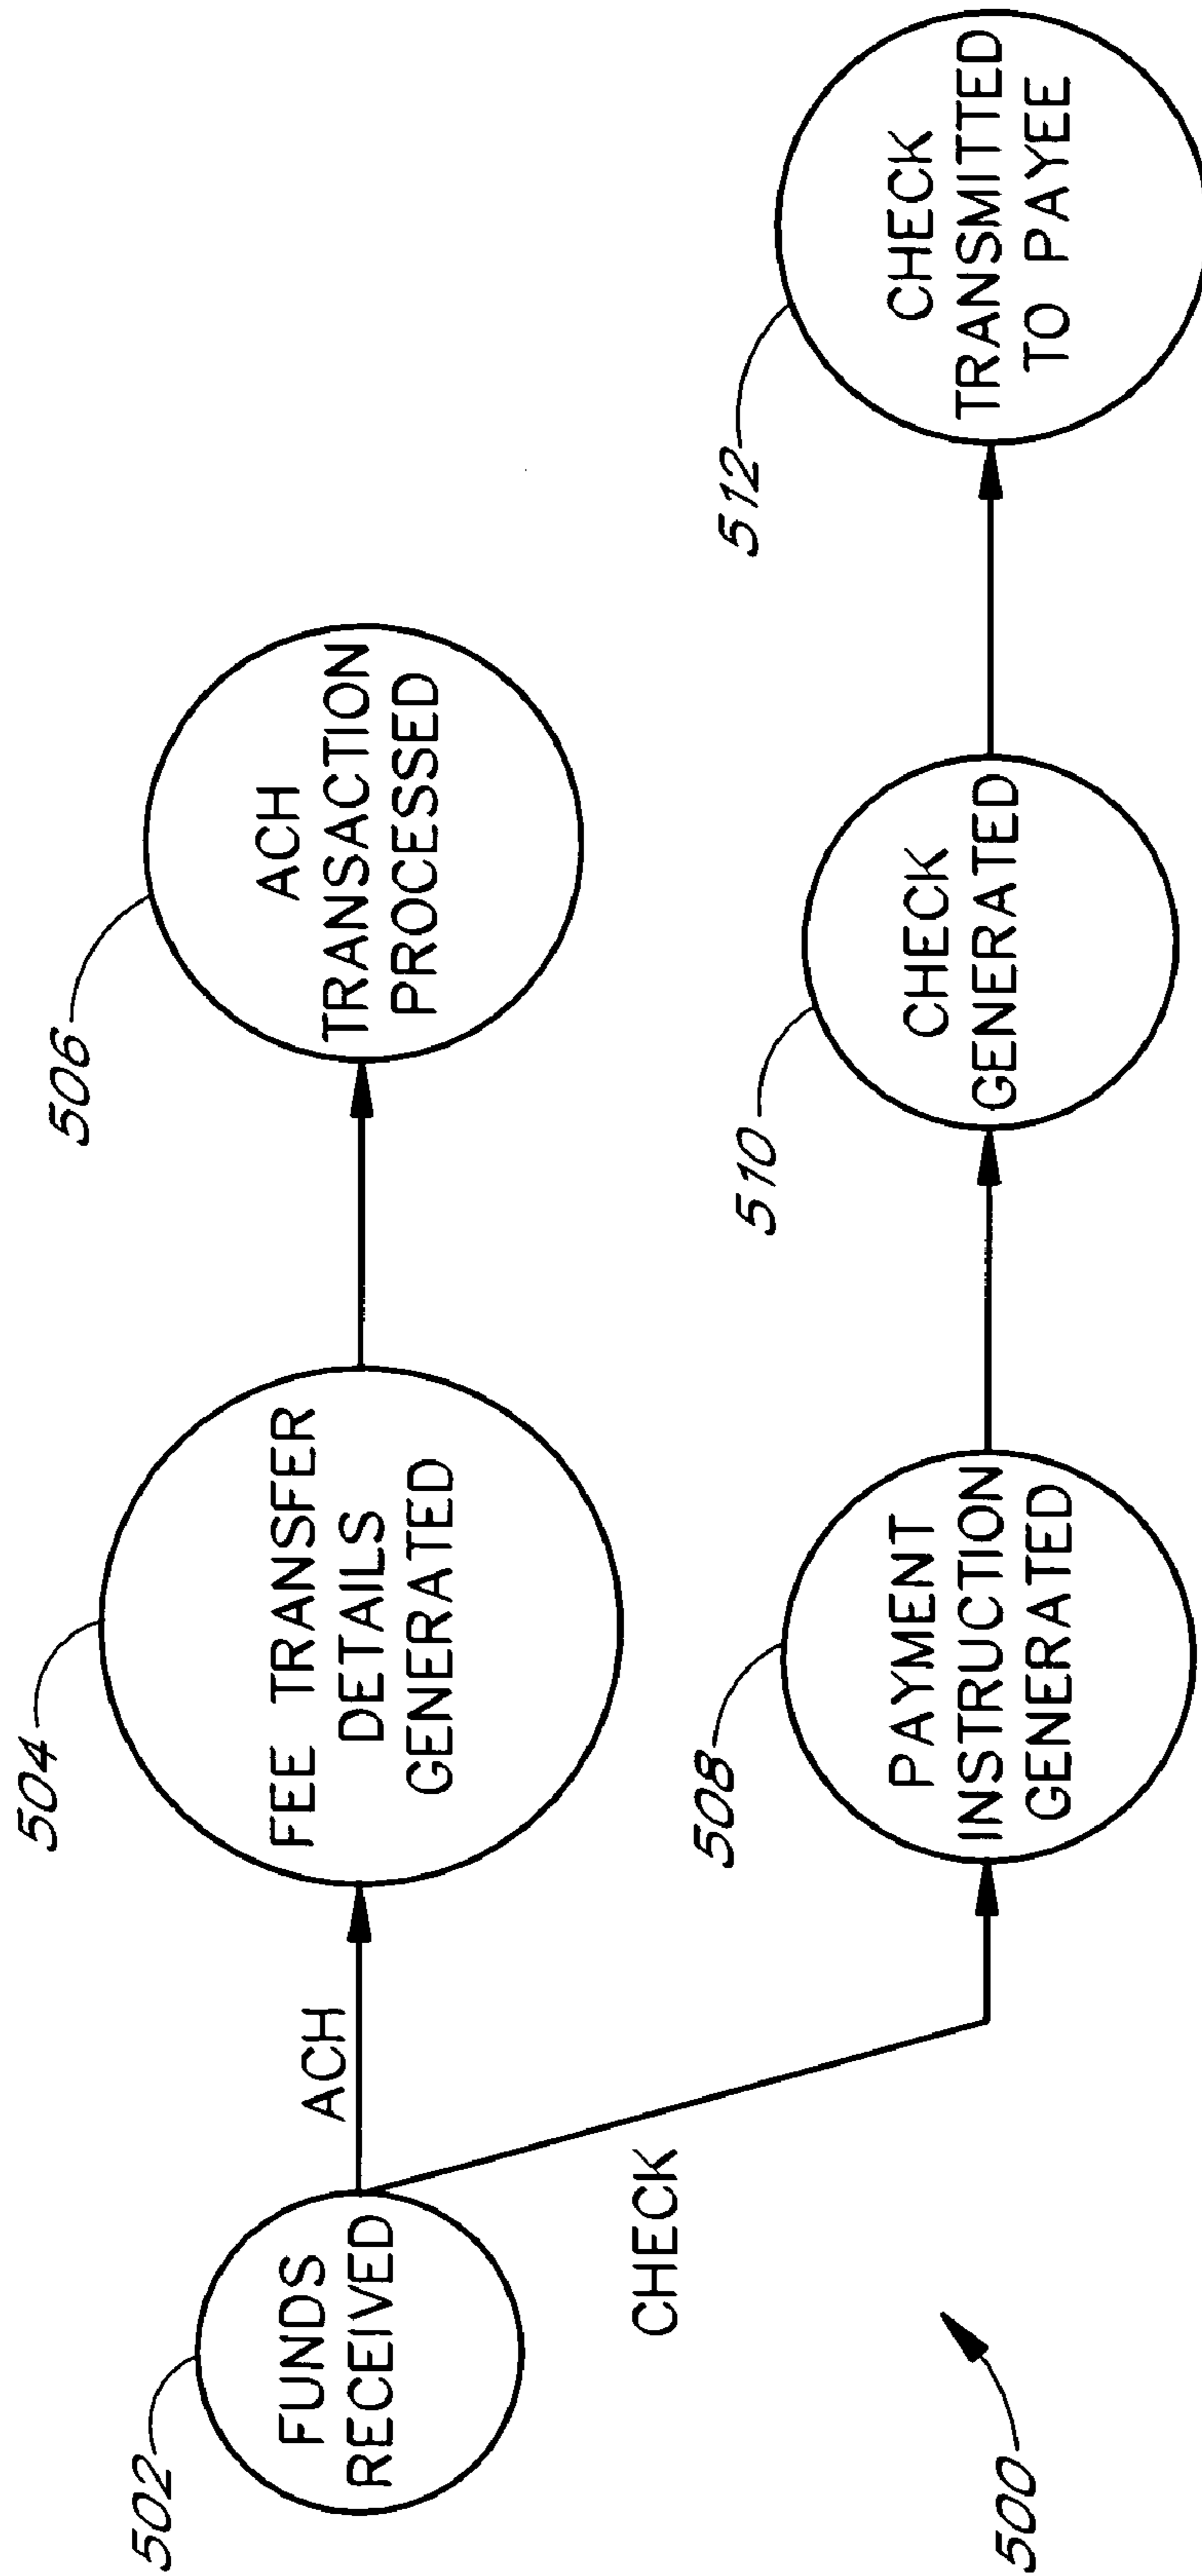 502
FUNDS
RECEIVED
ACH
504
FEE TRANSFER
DETAILS
GENERATED
506
ACH
TRANSACTION
PROCESSED
CHECK
508
PAYMENT
INSTRUCTION
GENERATED
510
CHECK
GENERATED
512
CHECK
TRANSMITTED
TO PAYEE
500